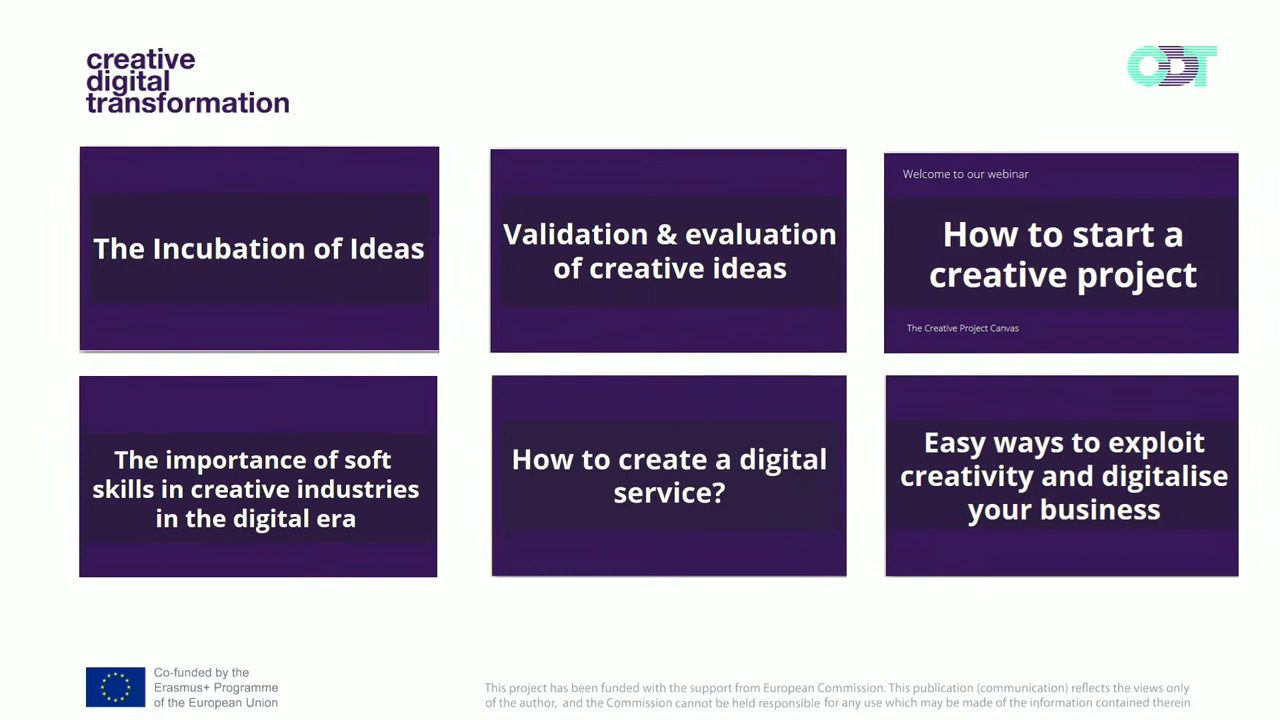 creative
digital
transformation
CDT
The Incubation of Ideas
Validation & evaluation
of creative ideas
Welcome to our webinar
How to start a
creative project
The Creative Project Canvas
The importance of soft
skills in creative industries
in the digital era
How to create a digital
service?
Easy ways to exploit
creativity and digitalise
your business
Co-funded by the
Erasmus+ Programme
of the European Union
This project has been funded with the support from European Commission. This publication (communication) reflects the views only
of the author, and the Commission cannot be held responsible for any use which may be made of the information contained therein